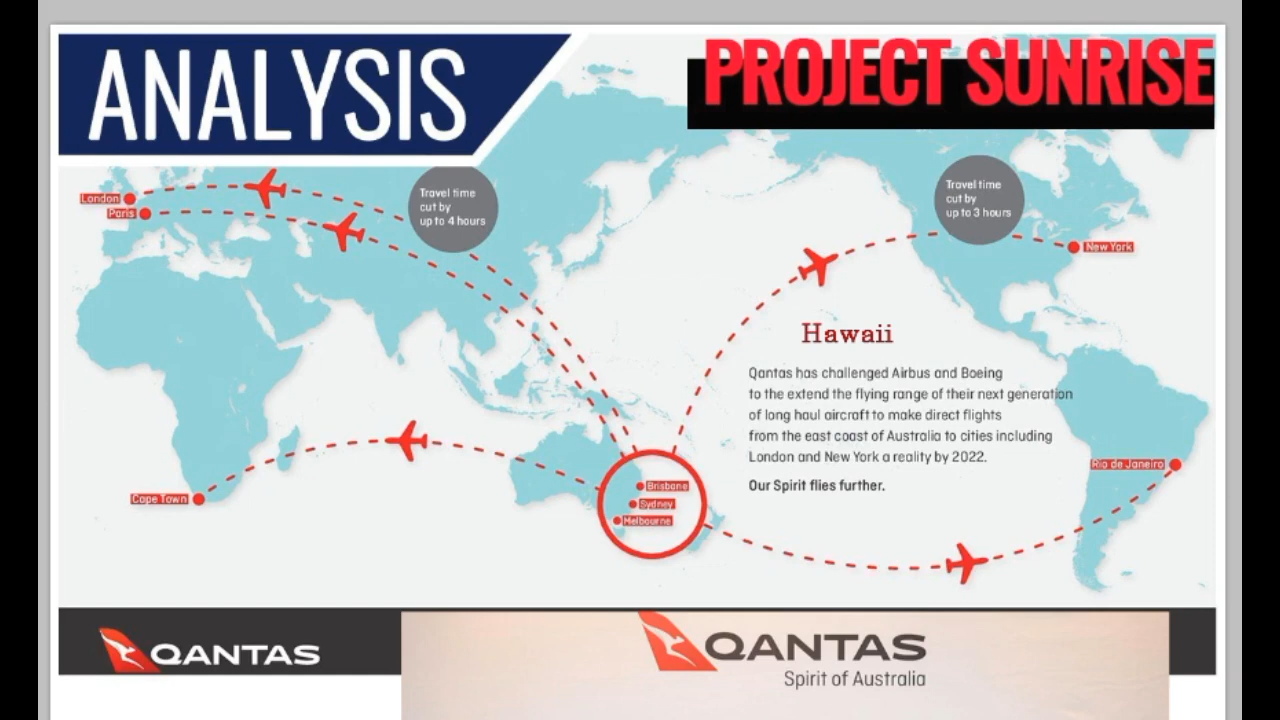 ANALYSIS
PROJECT SUNRISE
London
Paris
Travel time
cut by
up to 4 hours
Travel time
cut by
up to 3 hours
New York
Hawaii
Qantas has challenged Airbus and Boeing
to the extend the flying range of their next generation
of long haul aircraft to make direct flights
from the east coast of Australia to cities including
London and New York a reality by 2022.
Our Spirit flies further.
Rio de Janeiro
Cape Town
Brisbane
Sydney
Melbourne
QANTAS
QANTAS
Spirit of Australia